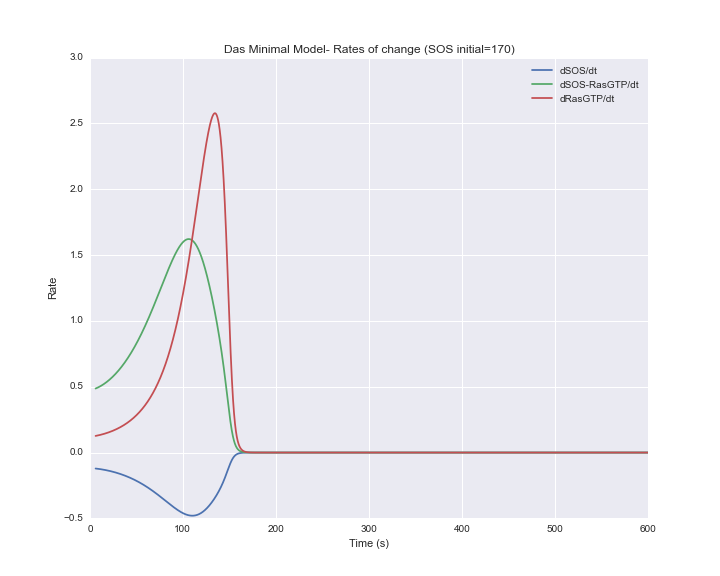 Das Minimal Model- Rates of change (SOS initial=170)
dSOS/dt
dSOS-RasGTP/dt
dRasGTP/dt
3.0
2.5
2.0
1.5
1.0
0.5
0.0
−0.5
Rate
0 100 200 300 400 500 600
Time (s)